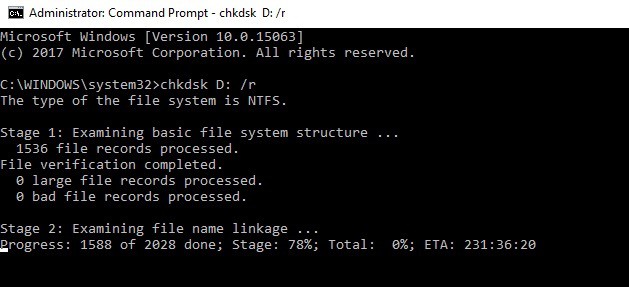 Administrator: Command Prompt - chkdsk  D: /r
Microsoft Windows [Version 10.0.15063]
(c) 2017 Microsoft Corporation. All rights reserved.
C:\WINDOWS\system32>chkdsk D: /r
The type of the file system is NTFS.
Stage 1: Examining basic file system structure ...
  1536 file records processed.
File verification completed.
  0 large file records processed.
  0 bad file records processed.
Stage 2: Examining file name linkage ...
Progress: 1588 of 2028 done; Stage: 78%; Total:  0%; ETA: 231:36:20